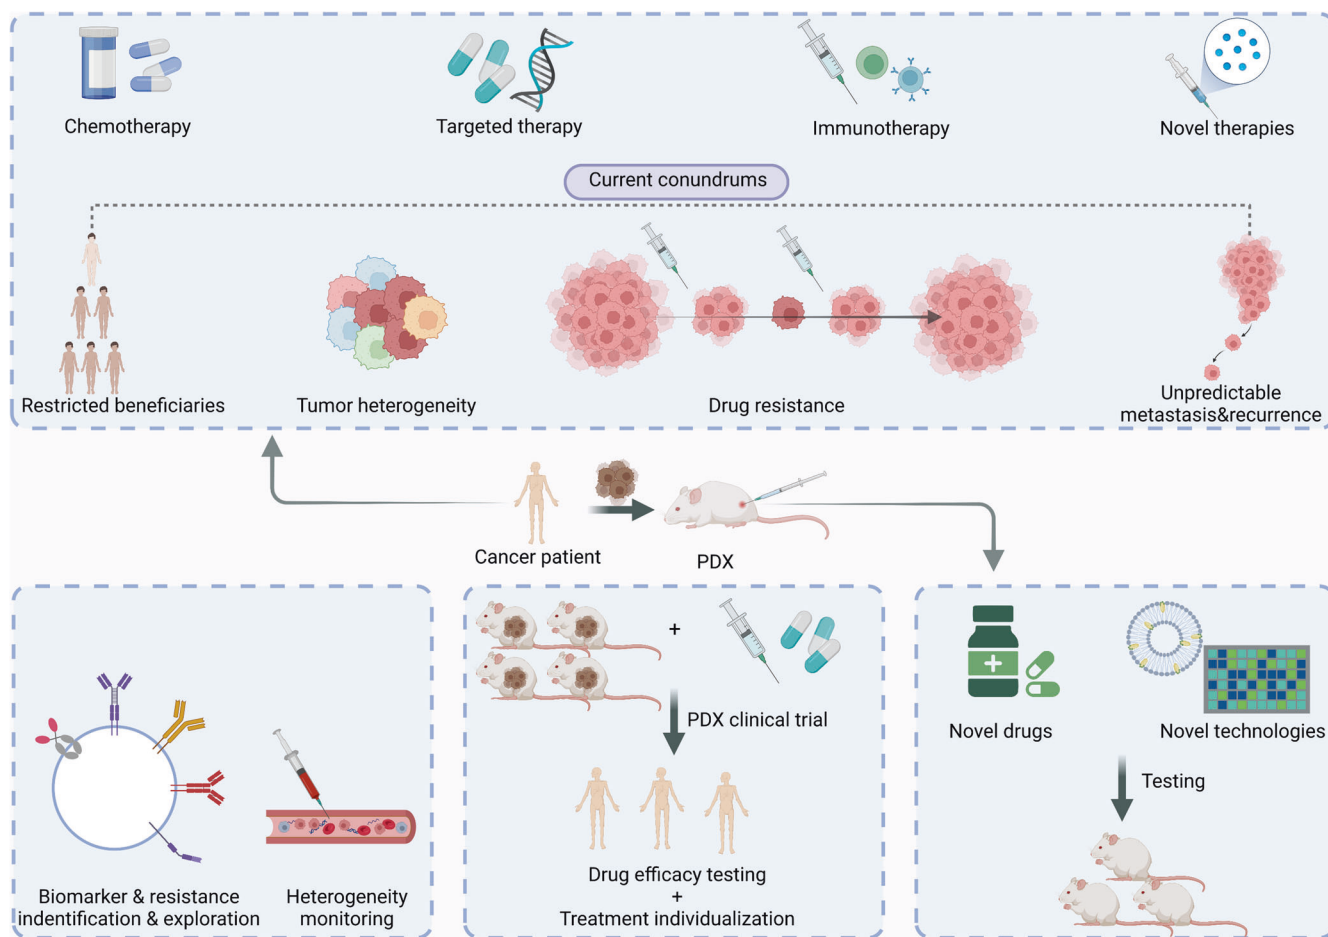 Chemotherapy
Targeted therapy
Immunotherapy
Novel therapies
Current conundrums
Restricted beneficiaries
Tumor heterogeneity
Drug resistance
Unpredictable
metastasis&recurrence
Cancer patient
PDX
Biomarker & resistance
indentification & exploration
Heterogeneity
monitoring
+
PDX clinical trial
Drug efficacy testing
+
Treatment individualization
Novel drugs
Novel technologies
Testing